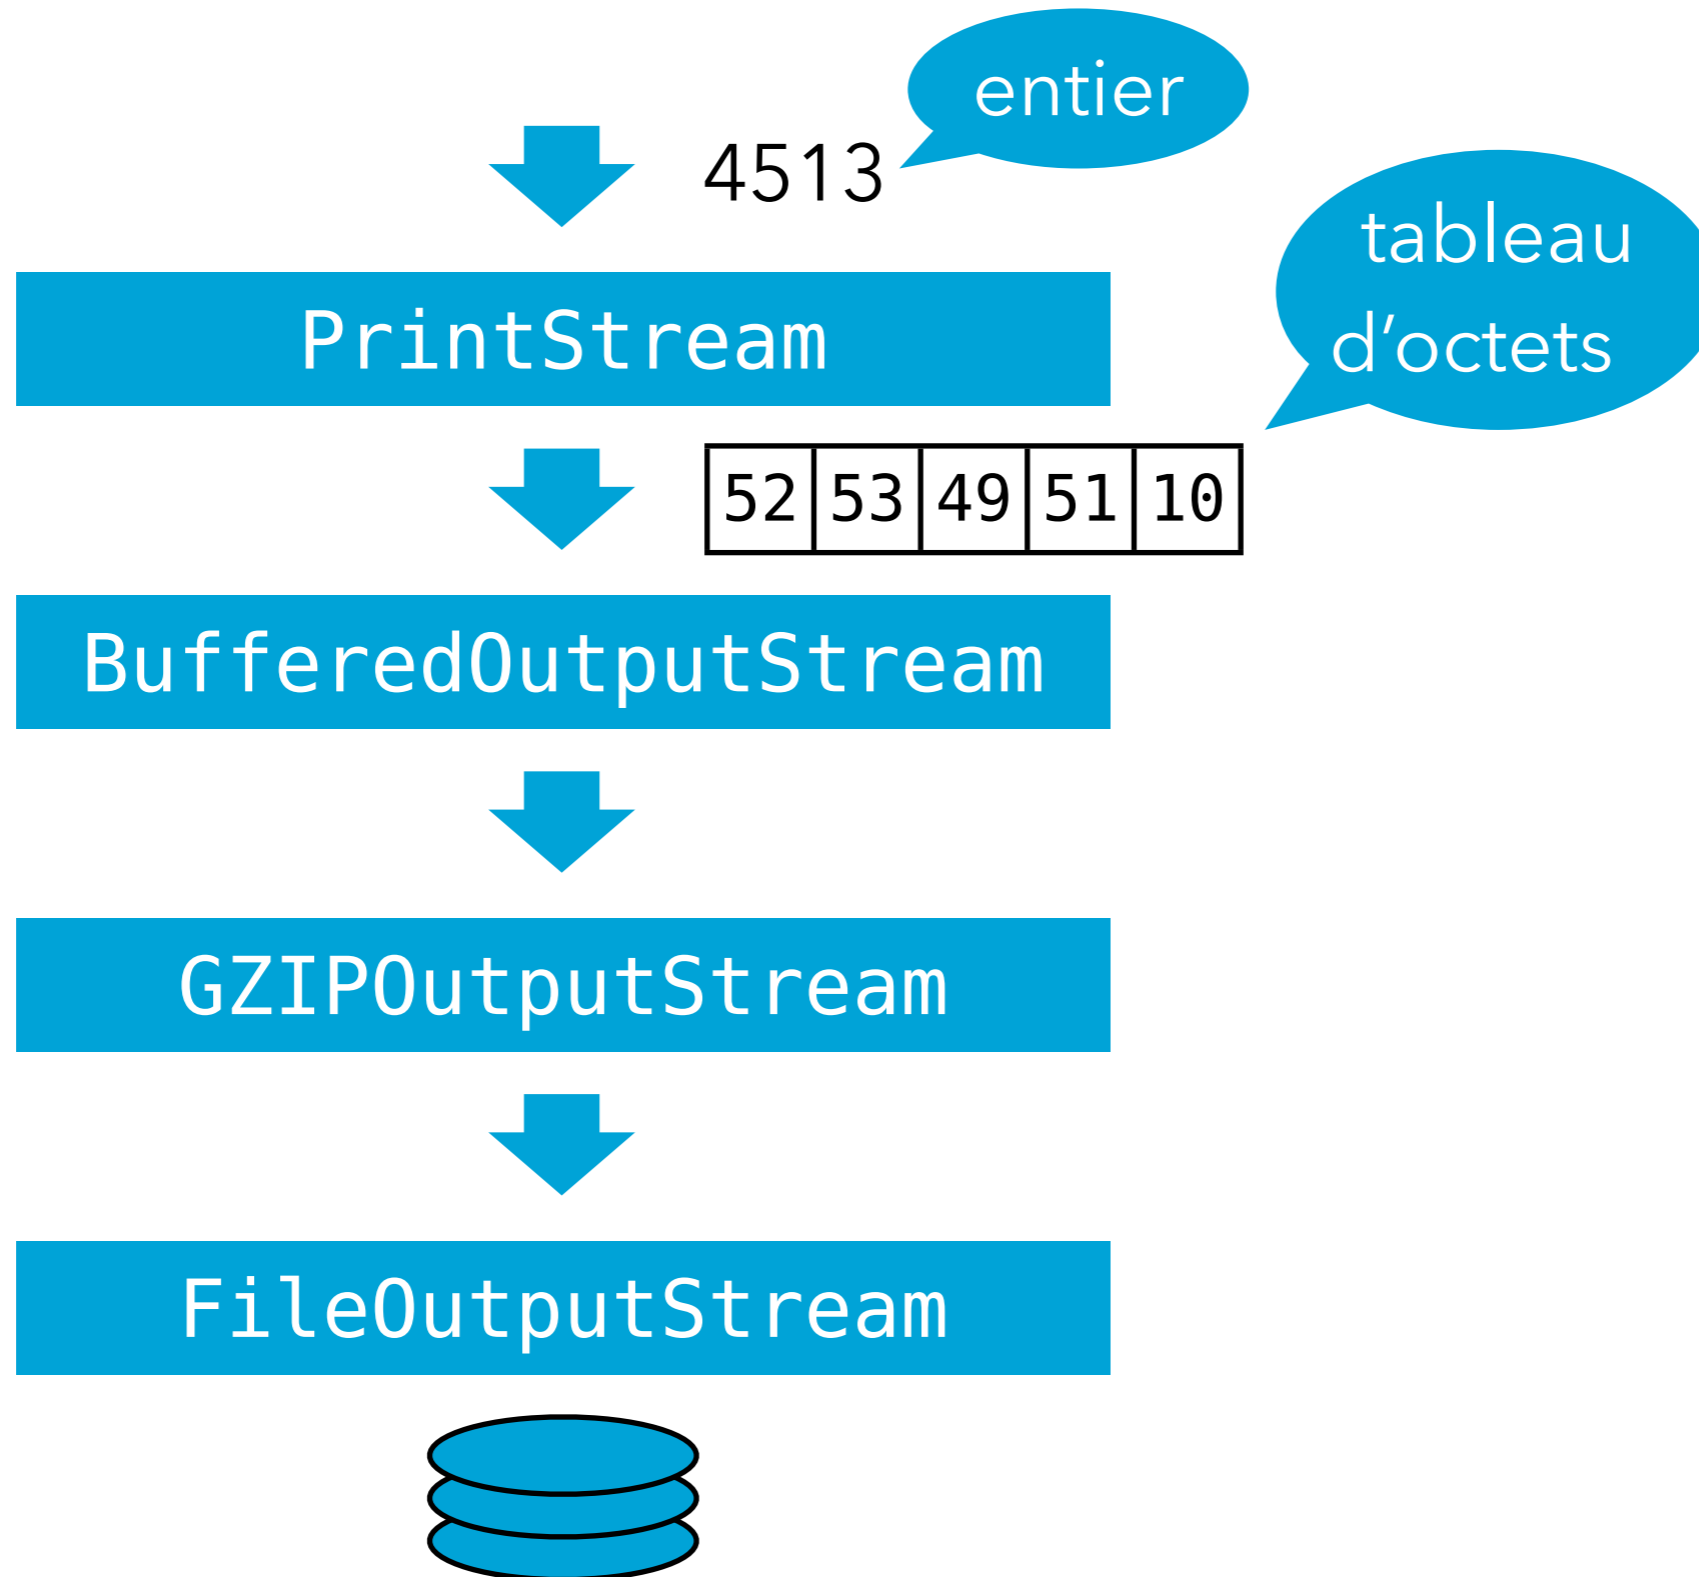 entier
4513
tableau
d’octets
PrintStream
52 53 49 51 10
BufferedOutputStream
GZIPOutputStream
FileOutputStream